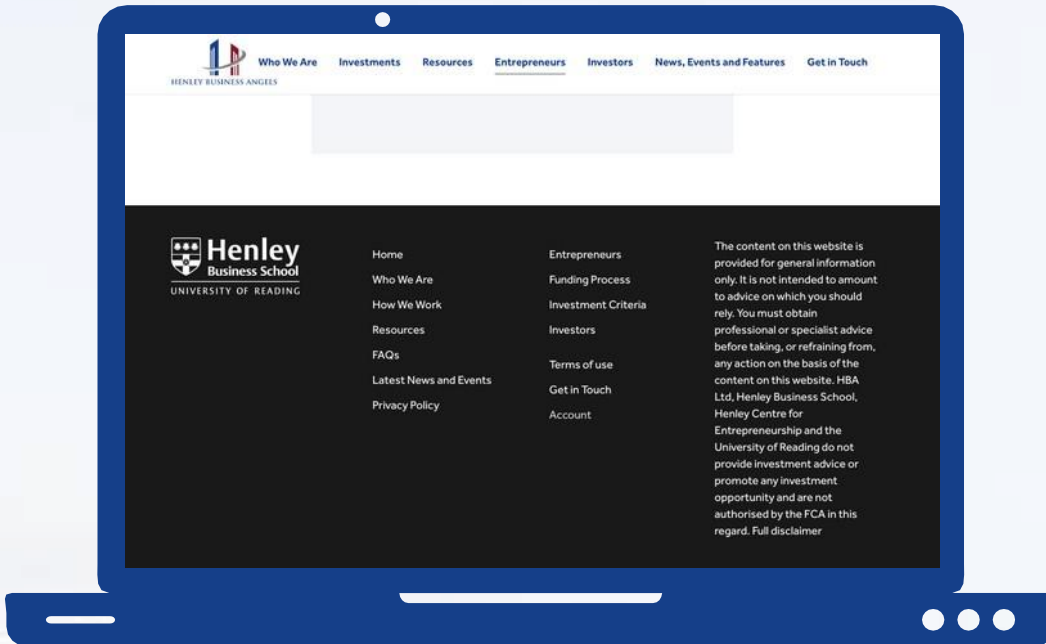 Who We Are Investments Resources Entrepreneurs Investors News, Events and Features Get in Touch
HENLEY BUSINESS ANGELS
Henley
Business School
UNIVERSITY OF READING
Home
Who We Are
How We Work
Resources
FAQs
Latest News and Events
Privacy Policy
Entrepreneurs
Funding Process
Investment Criteria
Investors
Terms of use
Get in Touch
Account
The content on this website is
provided for general information
only. It is not intended to amount
to advice on which you should
rely. You must obtain
professional or specialist advice
before taking, or refraining from,
any action on the basis of the
content on this website. HBA
Ltd, Henley Business School,
Henley Centre for
Entrepreneurship and the
University of Reading do not
provide investment advice or
promote any investment
opportunity and are not
authorised by the FCA in this
regard. Full disclaimer